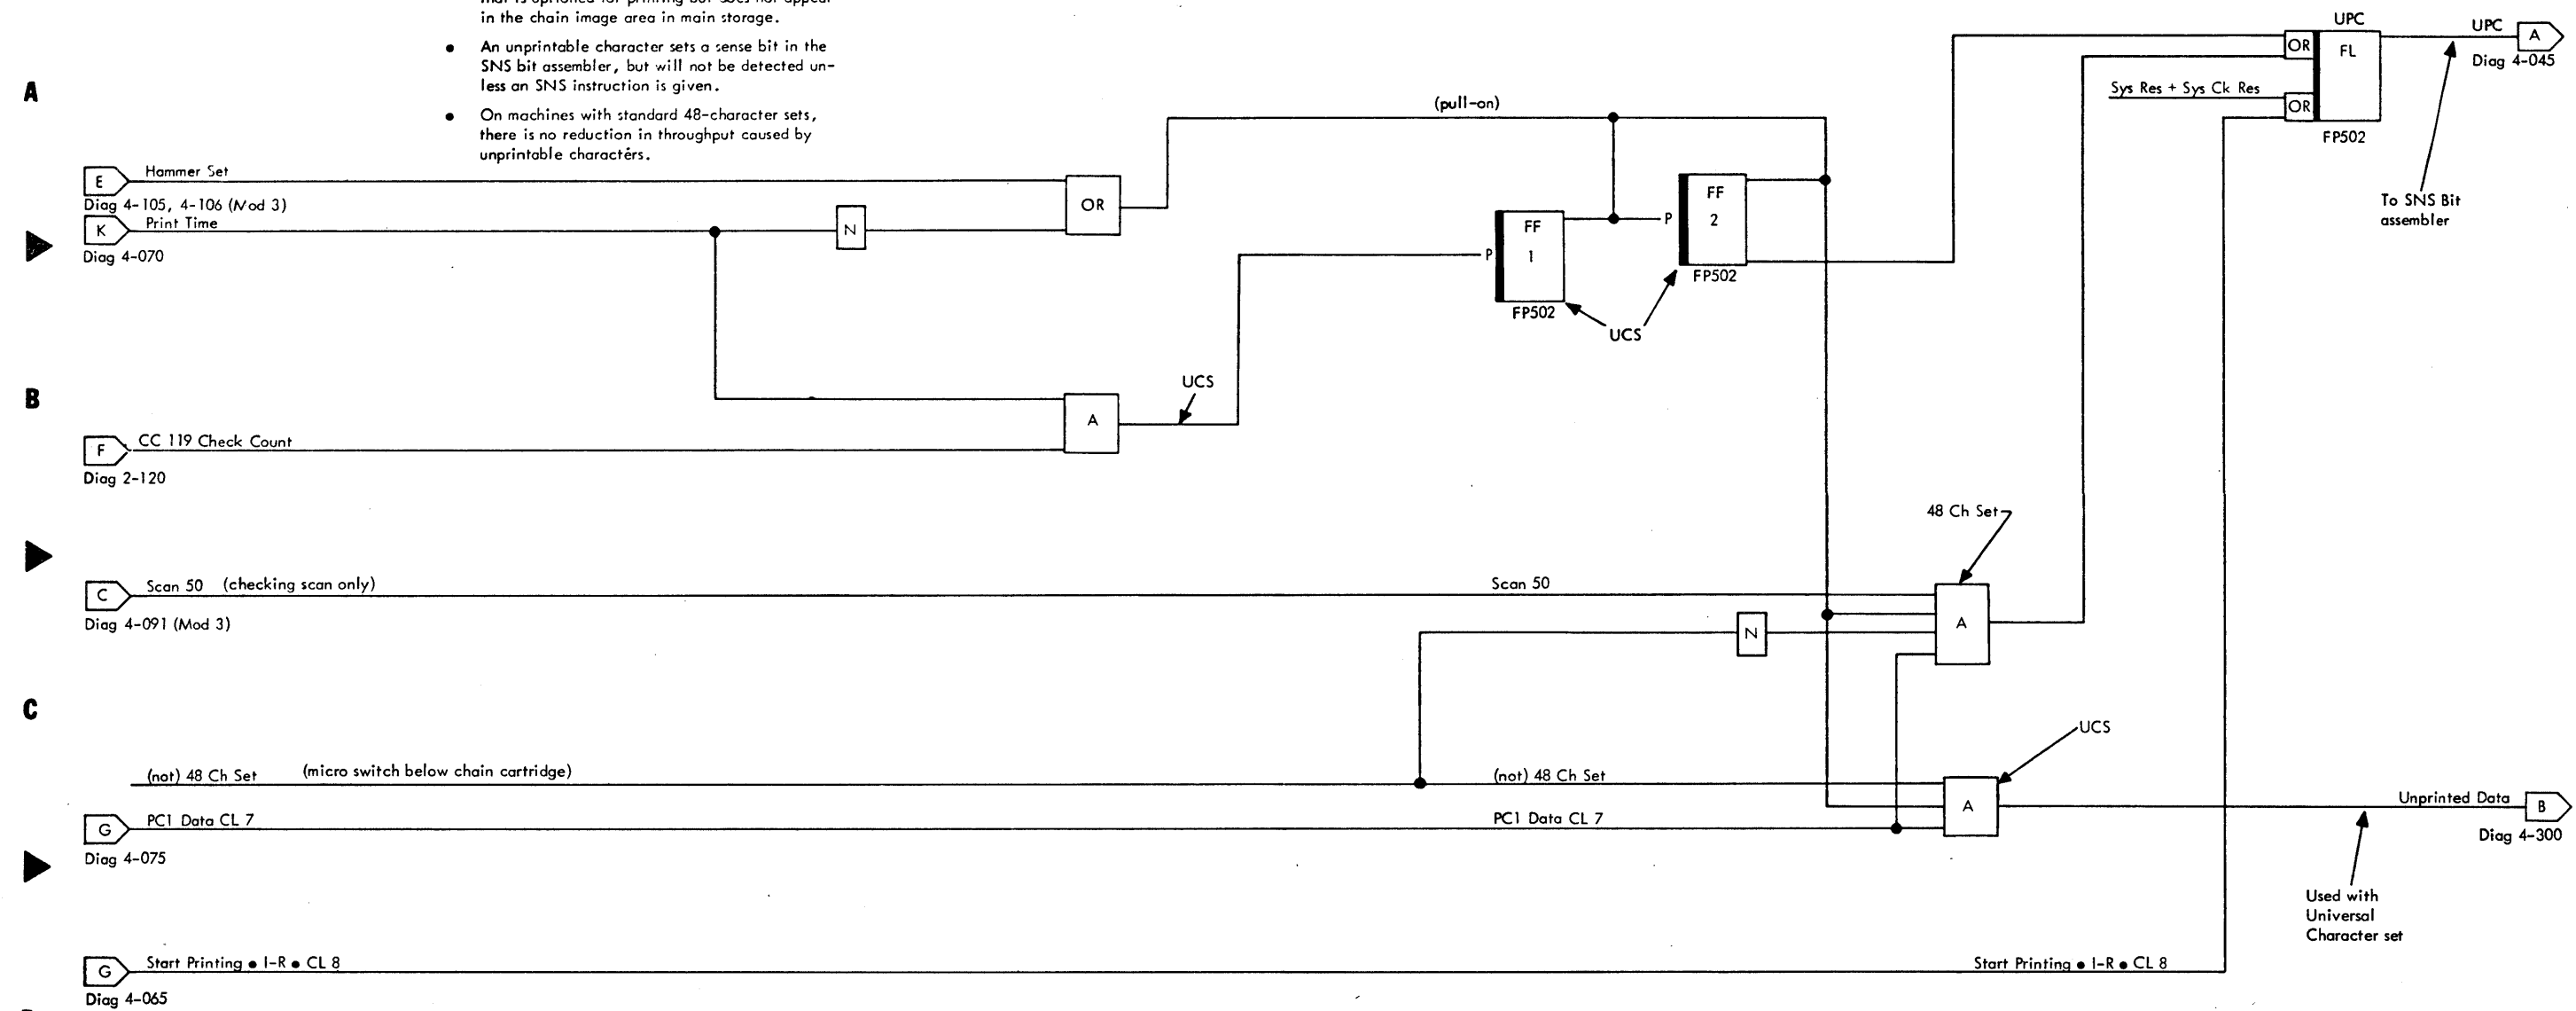 in the chain image area in main storage.
• An unprintable character sets a sense bit in the
SNS bit assembler, but will not be detected un-
less an SNS instruction is given.
• On machines with standard 48-character sets,
there is no reduction in throughput caused by
unprintable characters.
A
UPC
OR
FL
UPC
A
Diag 4-045
Sys Res + Sys Ck Res
OR
FP502
To SNS Bit
assembler
(pull-on)
E
Hammer Set
Diag 4-105, 4-106 (Mod 3)
K
Print Time
Diag 4-070
N
OR
P
FF
1
FP502
P
FF
2
FP502
UCS
B
UCS
A
F
CC 119 Check Count
Diag 2-120
48 Ch Set
C
Scan 50 (checking scan only)
Scan 50
Diag 4-091 (Mod 3)
N
A
C
UCS
(not) 48 Ch Set (micro switch below chain cartridge)
(not) 48 Ch Set
G
PC1 Data CL 7
PC1 Data CL 7
Diag 4-075
A
Unprinted Data
B
Diag 4-300
Used with
Universal
Character set
G
Start Printing • I-R • CL 8
Start Printing • I-R • CL 8
Diag 4-065